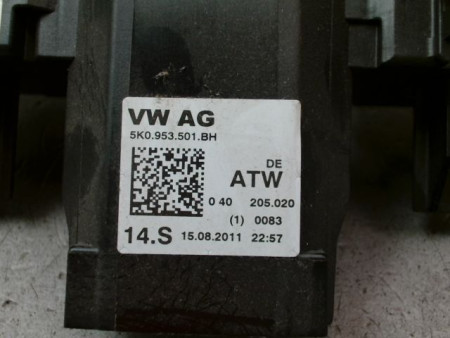 VW AG
5K0.953.501.BH
DE
ATW
0 40 205.020
(1) 0083
14.S 15.08.2011 22:57